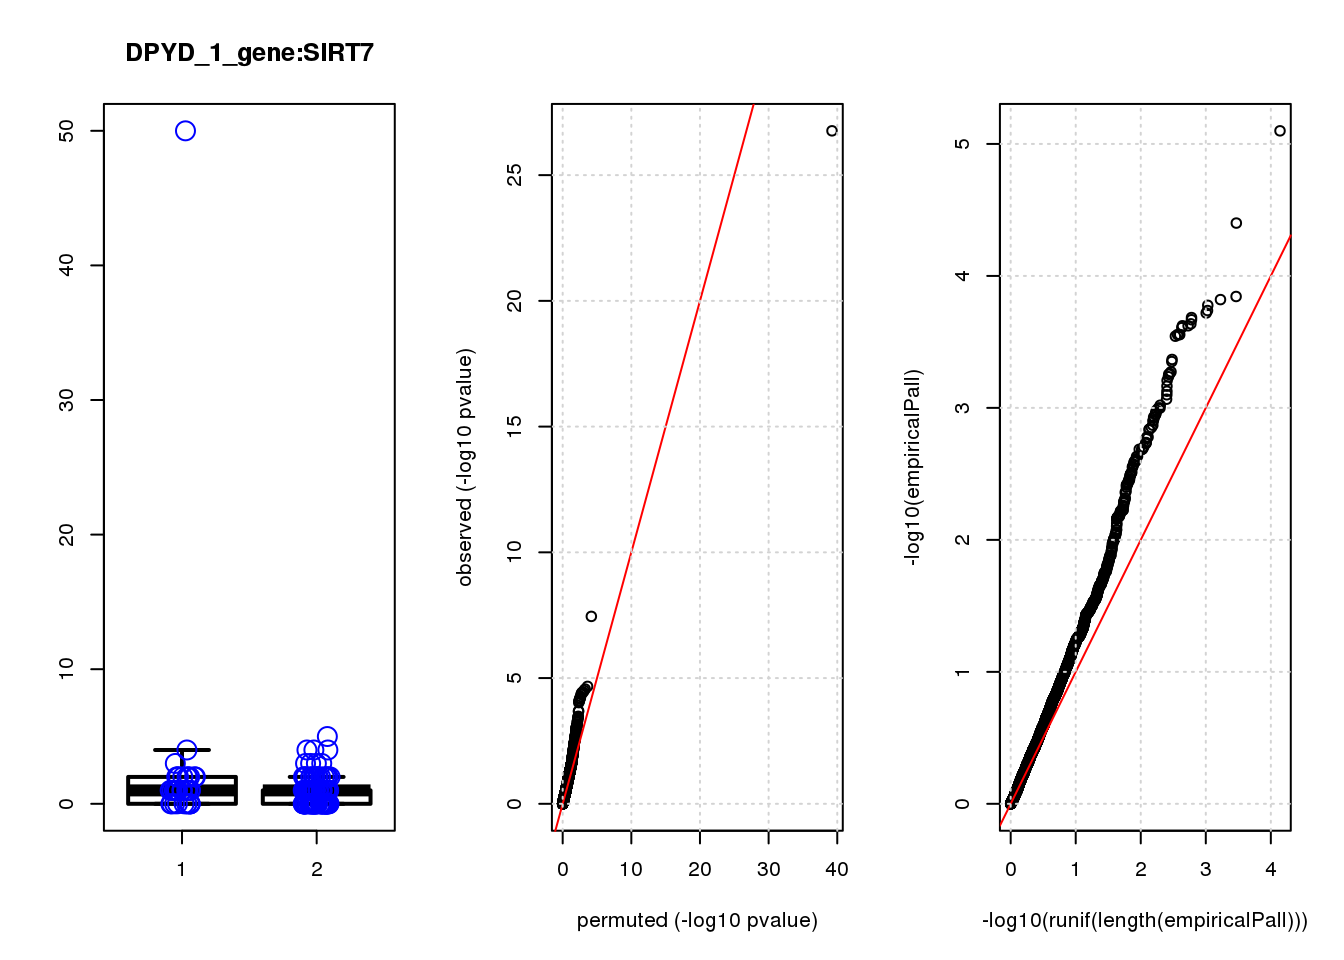 DPYD_1_gene:SIRT7
50
40
30
20
10
0
1 2
observed (-log10 pvalue)
25
20
15
10
5
0
0 10 20 30 40
permuted (-log10 pvalue)
-log10(empiricalPall)
5
4
3
2
1
0
0 1 2 3 4
-log10(runif(length(empiricalPall)))